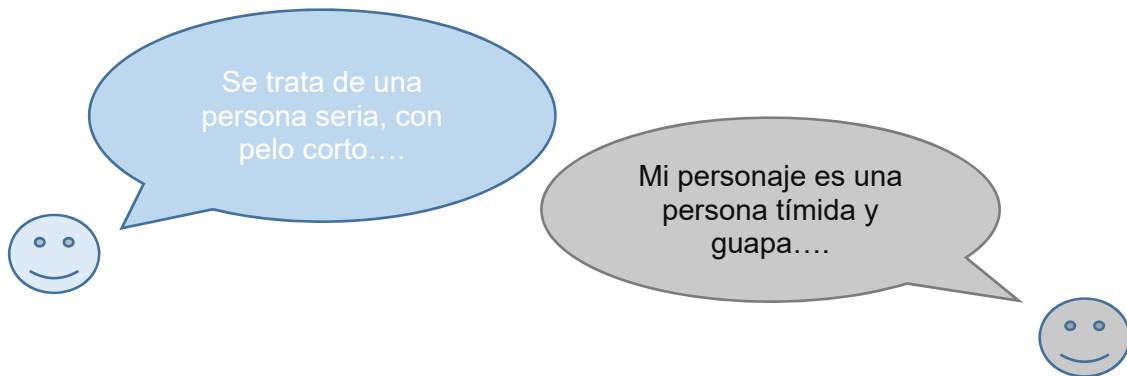 Se trata de una
persona seria, con
pelo corto….
Mi personaje es una
persona tímida y
guapa….